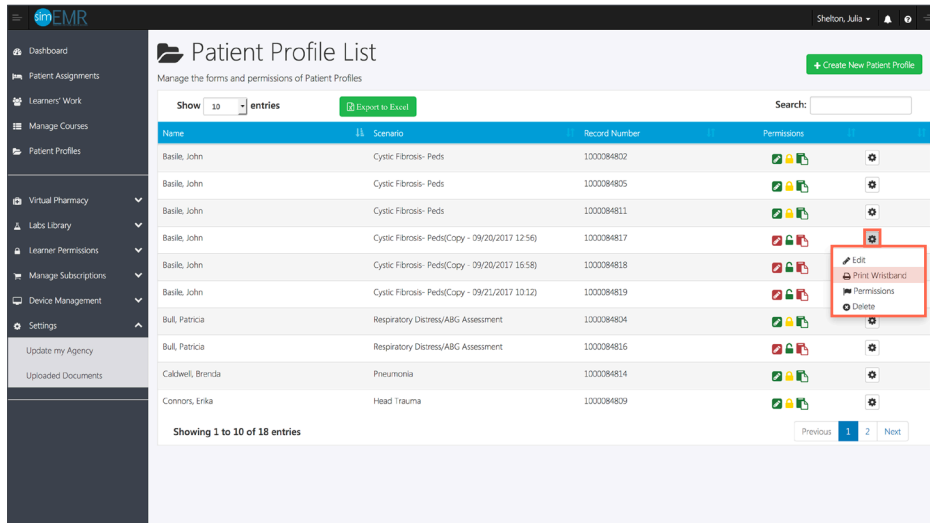 simEMR
Shelton, Julia
Dashboard
Patient Assignments
Learners' Work
Manage Courses
Patient Profiles
Virtual Pharmacy
Labs Library
Learner Permissions
Manage Subscriptions
Device Management
Settings
Update my Agency
Uploaded Documents
Patient Profile List
+ Create New Patient Profile
Manage the forms and permissions of Patient Profiles
Show 10 entries
Export to Excel
Search:
Name Scenario Record Number Permissions
Basile, John Cystic Fibrosis- Peds 1000084802
Basile, John Cystic Fibrosis- Peds 1000084805
Basile, John Cystic Fibrosis- Peds 1000084811
Basile, John Cystic Fibrosis- Peds(Copy - 09/20/2017 12:56) 1000084817
Basile, John Cystic Fibrosis- Peds(Copy - 09/20/2017 16:58) 1000084818
Basile, John Cystic Fibrosis- Peds(Copy - 09/21/2017 10:12) 1000084819
Bull, Patricia Respiratory Distress/ABG Assessment 1000084804
Bull, Patricia Respiratory Distress/ABG Assessment 1000084816
Caldwell, Brenda Pneumonia 1000084814
Connors, Erika Head Trauma 1000084809
Edit
Print Wristband
Permissions
Delete
Showing 1 to 10 of 18 entries
Previous 1 2 Next